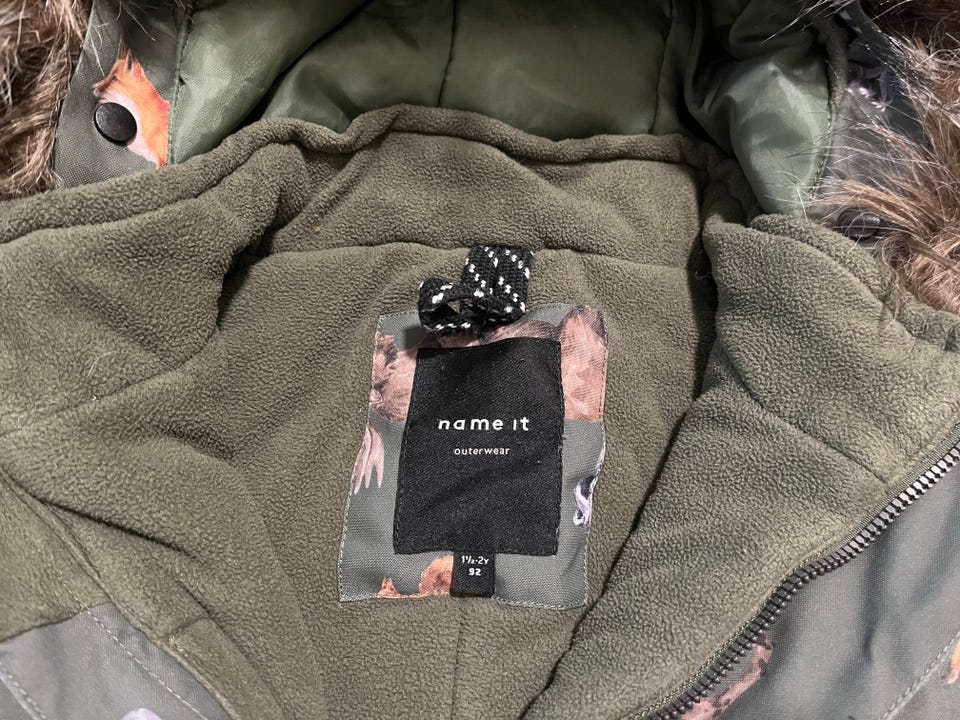 name it
outerwear
1½-2Y
92